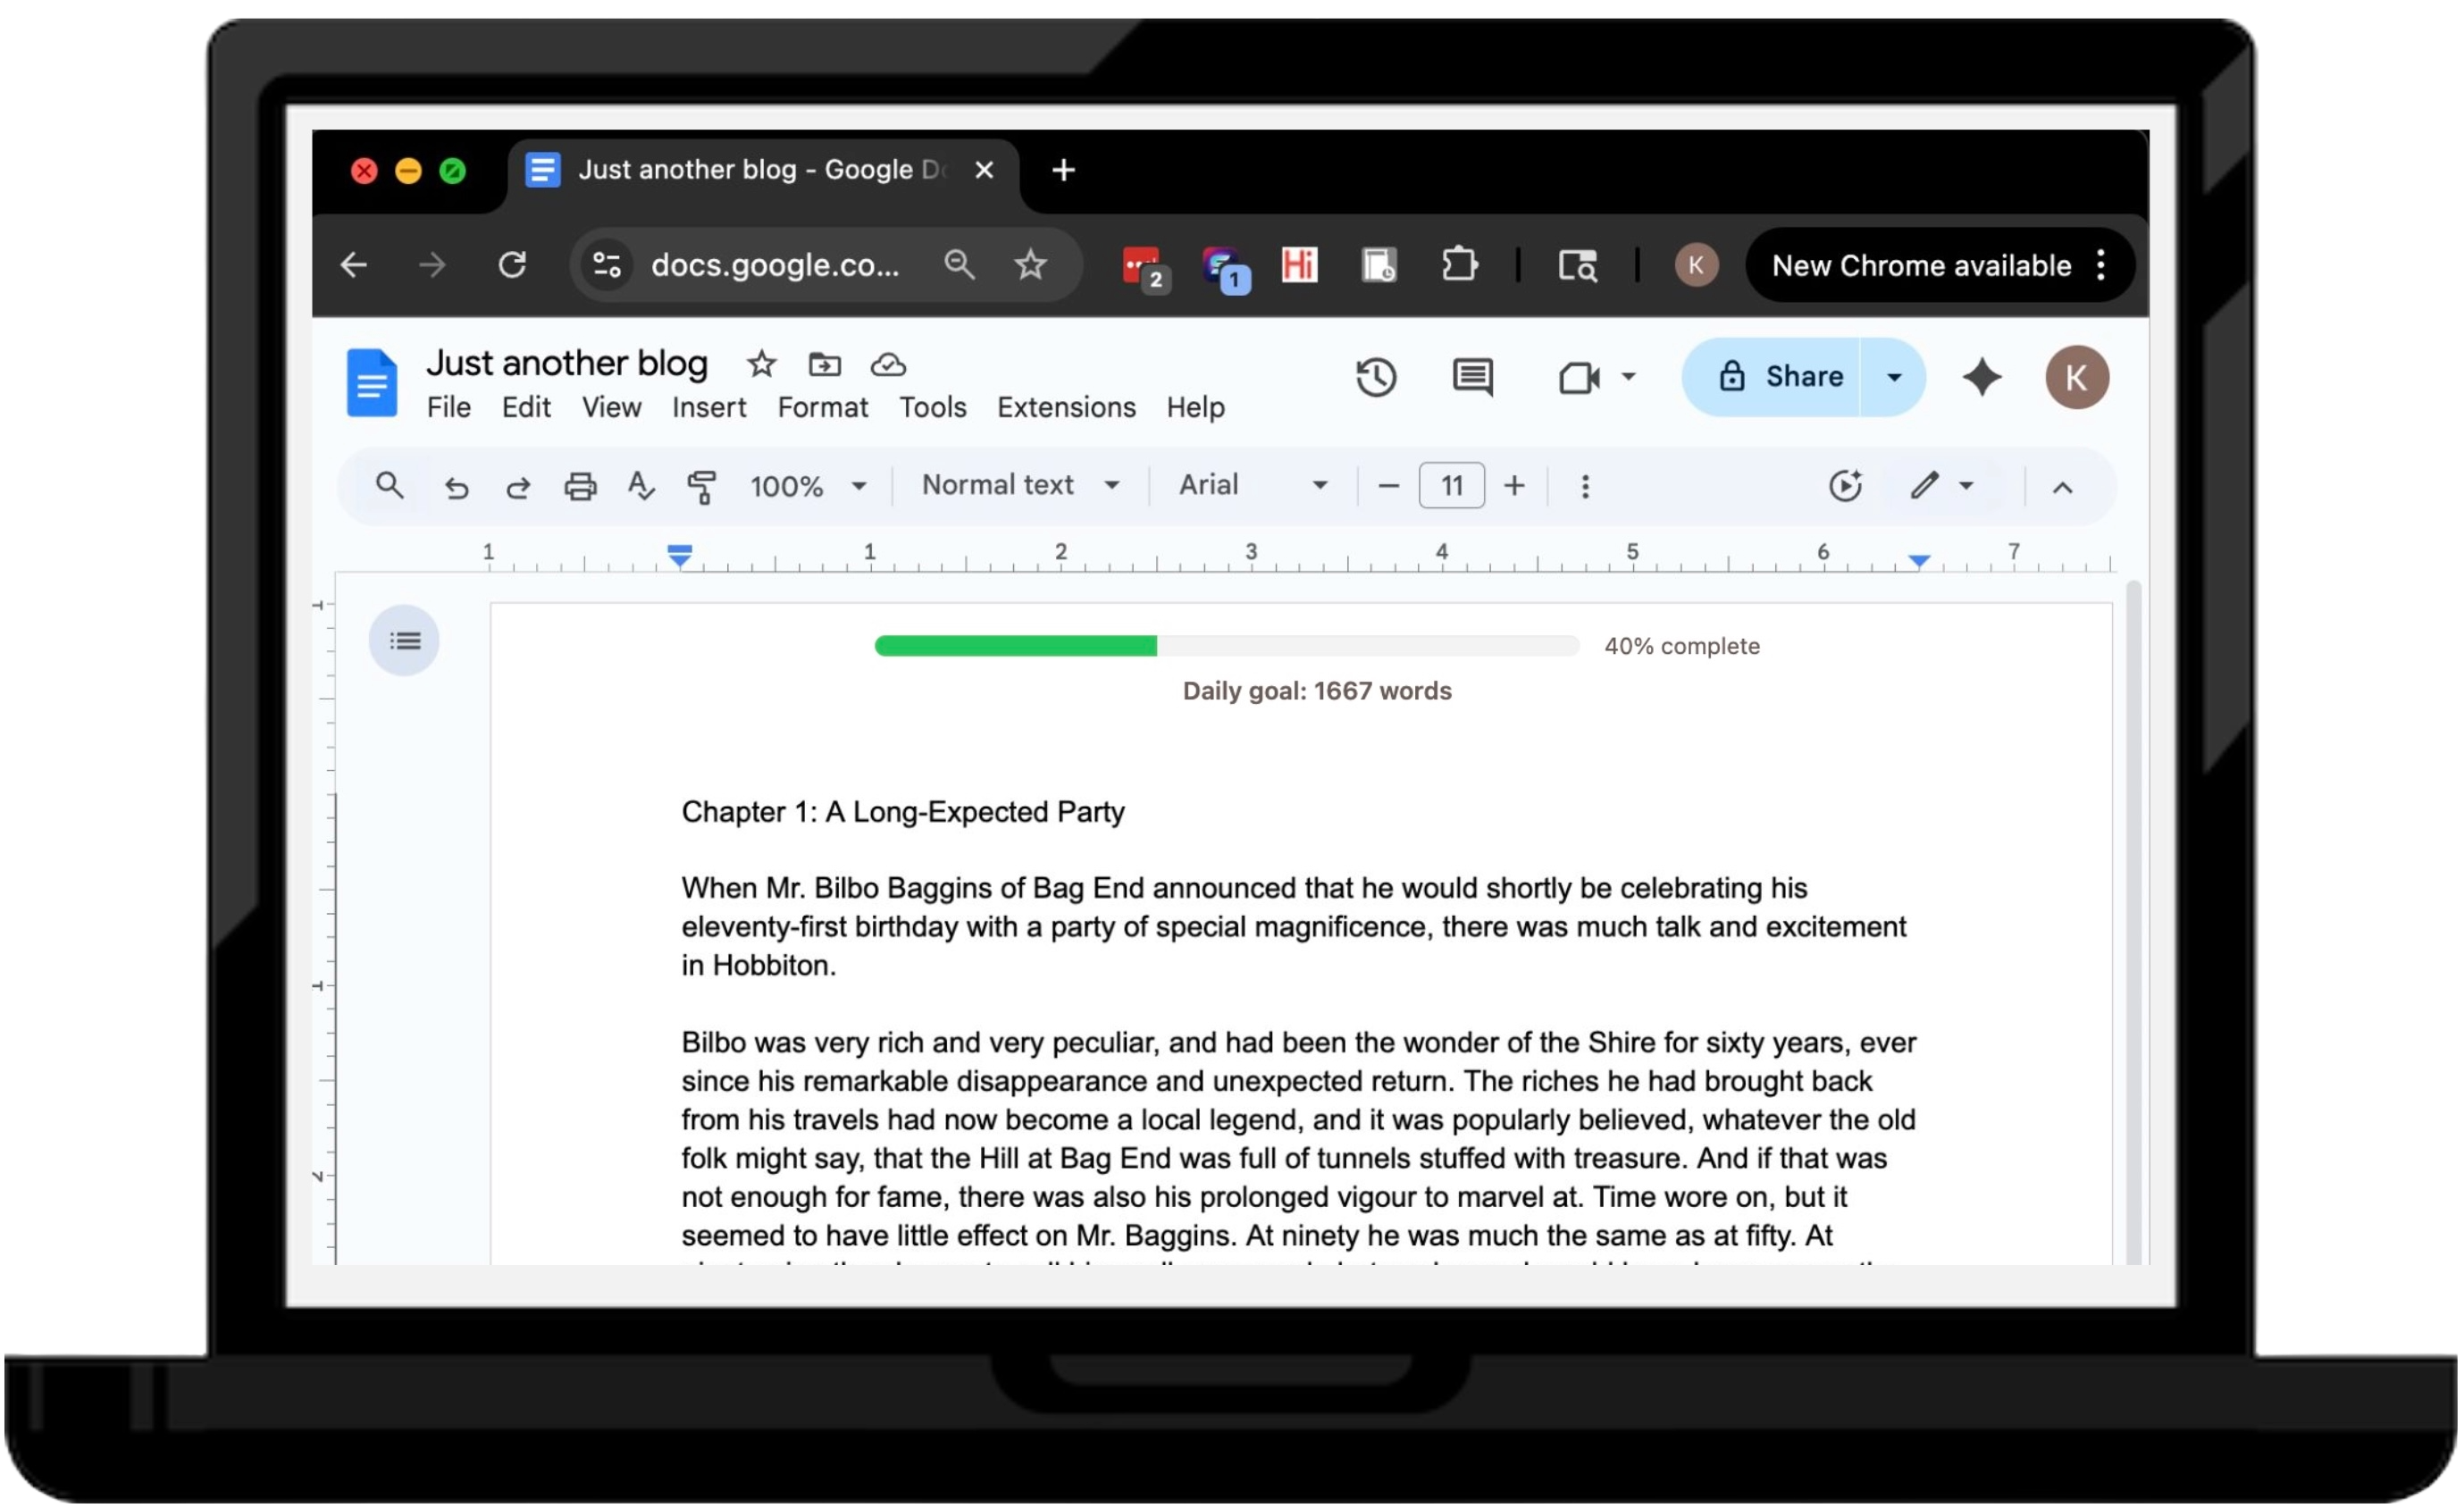 Just another blog - Google Do
docs.google.co...
2
1
Hi
K
New Chrome available
Just another blog
File Edit View Insert Format Tools Extensions Help
Share
K
100% Normal text Arial 11
1 1 2 3 4 5 6 7
1
40% complete
Daily goal: 1667 words
Chapter 1: A Long-Expected Party
When Mr. Bilbo Baggins of Bag End announced that he would shortly be celebrating his
eleventy-first birthday with a party of special magnificence, there was much talk and excitement
in Hobbiton.
1
Bilbo was very rich and very peculiar, and had been the wonder of the Shire for sixty years, ever
since his remarkable disappearance and unexpected return. The riches he had brought back
from his travels had now become a local legend, and it was popularly believed, whatever the old
folk might say, that the Hill at Bag End was full of tunnels stuffed with treasure. And if that was
2
not enough for fame, there was also his prolonged vigour to marvel at. Time wore on, but it
seemed to have little effect on Mr. Baggins. At ninety he was much the same as at fifty. At